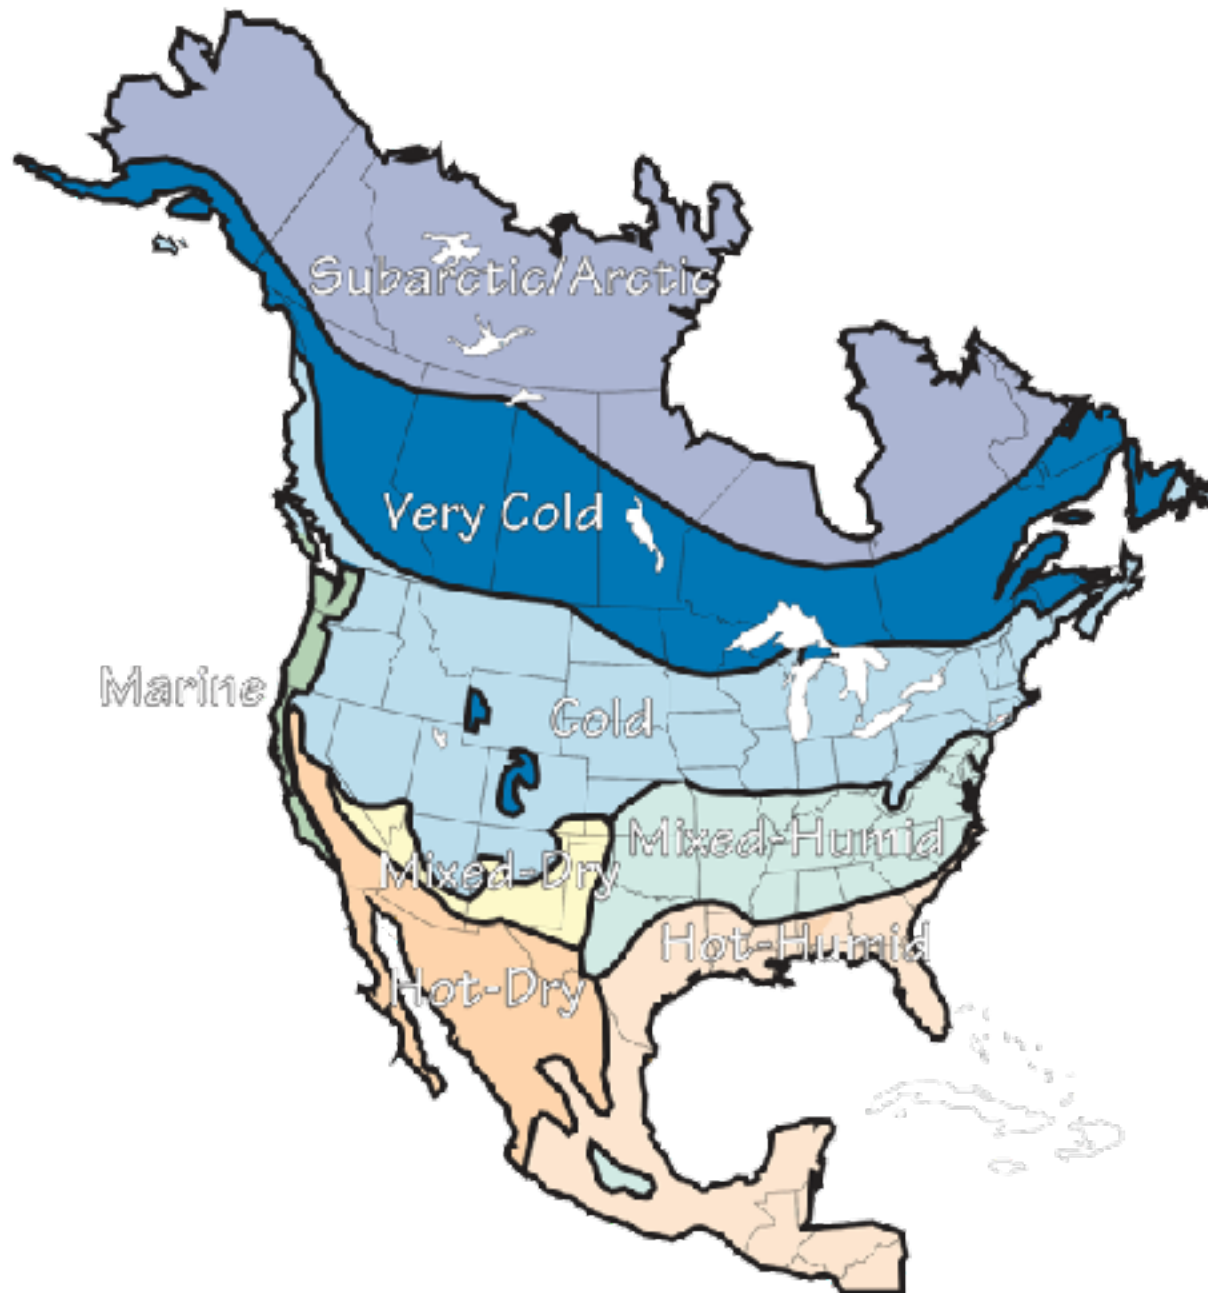 Subarctic/Arctic
Very Cold
Marine
Cold
Mixed-Humid
Mixed-Dry
Hot-Humid
Hot-Dry